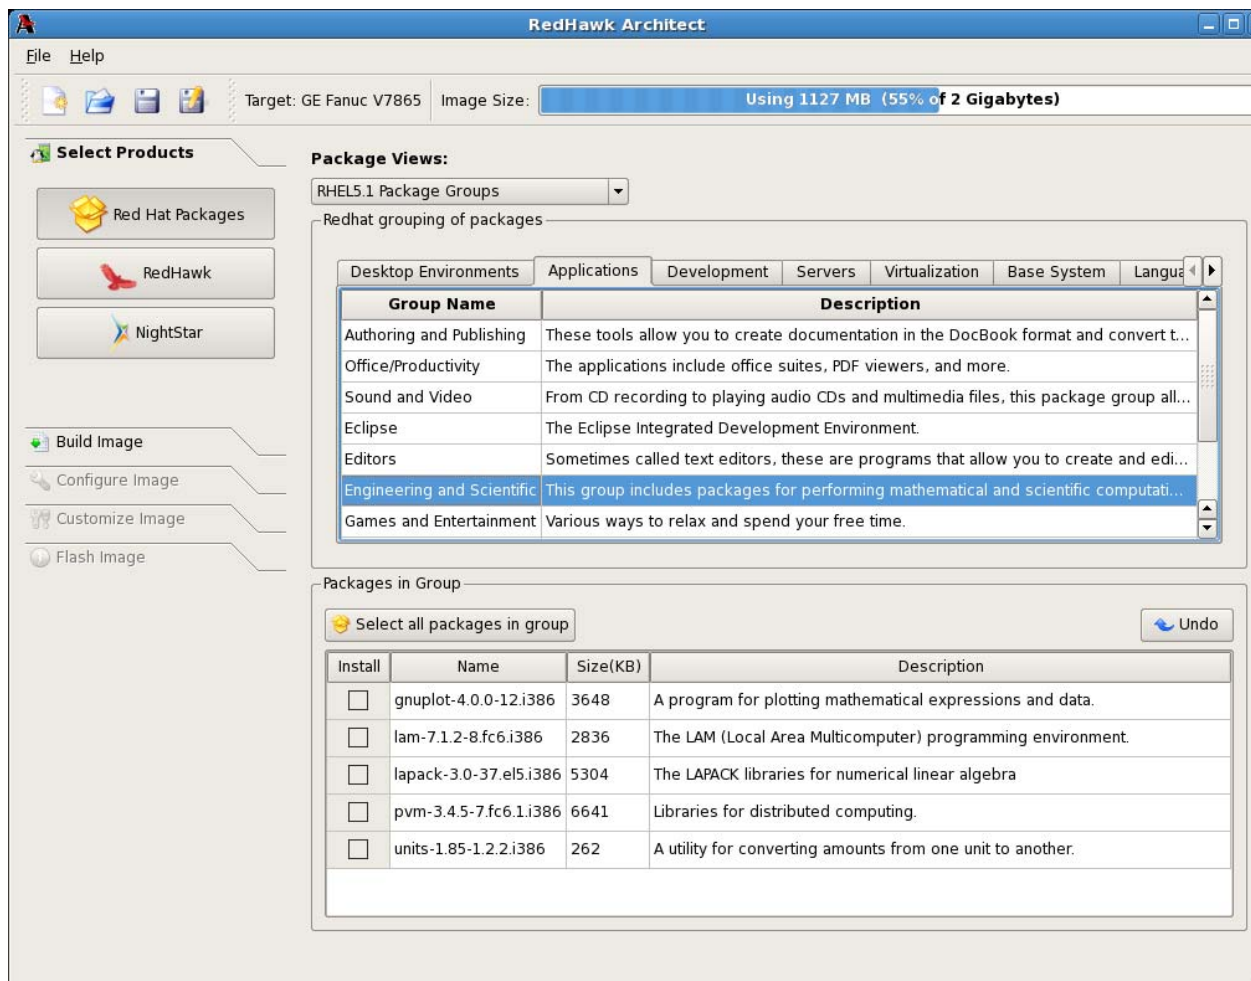 RedHawk Architect
File Help
Target: GE Fanuc V7865 Image Size: Using 1127 MB (55% of 2 Gigabytes)
Select Products
Red Hat Packages
RedHawk
NightStar
Build Image
Configure Image
Customize Image
Flash Image
Package Views:
RHEL5.1 Package Groups
Redhat grouping of packages
Desktop Environments Applications Development Servers Virtualization Base System Langua
Group Name Description
Authoring and Publishing These tools allow you to create documentation in the DocBook format and convert t...
Office/Productivity The applications include office suites, PDF viewers, and more.
Sound and Video From CD recording to playing audio CDs and multimedia files, this package group all...
Eclipse The Eclipse Integrated Development Environment.
Editors Sometimes called text editors, these are programs that allow you to create and edi...
Engineering and Scientific This group includes packages for performing mathematical and scientific computati...
Games and Entertainment Various ways to relax and spend your free time.
Packages in Group
Select all packages in group Undo
Install Name Size(KB) Description
gnuplot-4.0.0-12.i386 3648 A program for plotting mathematical expressions and data.
lam-7.1.2-8.fc6.i386 2836 The LAM (Local Area Multicomputer) programming environment.
lapack-3.0-37.el5.i386 5304 The LAPACK libraries for numerical linear algebra
pvm-3.4.5-7.fc6.1.i386 6641 Libraries for distributed computing.
units-1.85-1.2.2.i386 262 A utility for converting amounts from one unit to another.